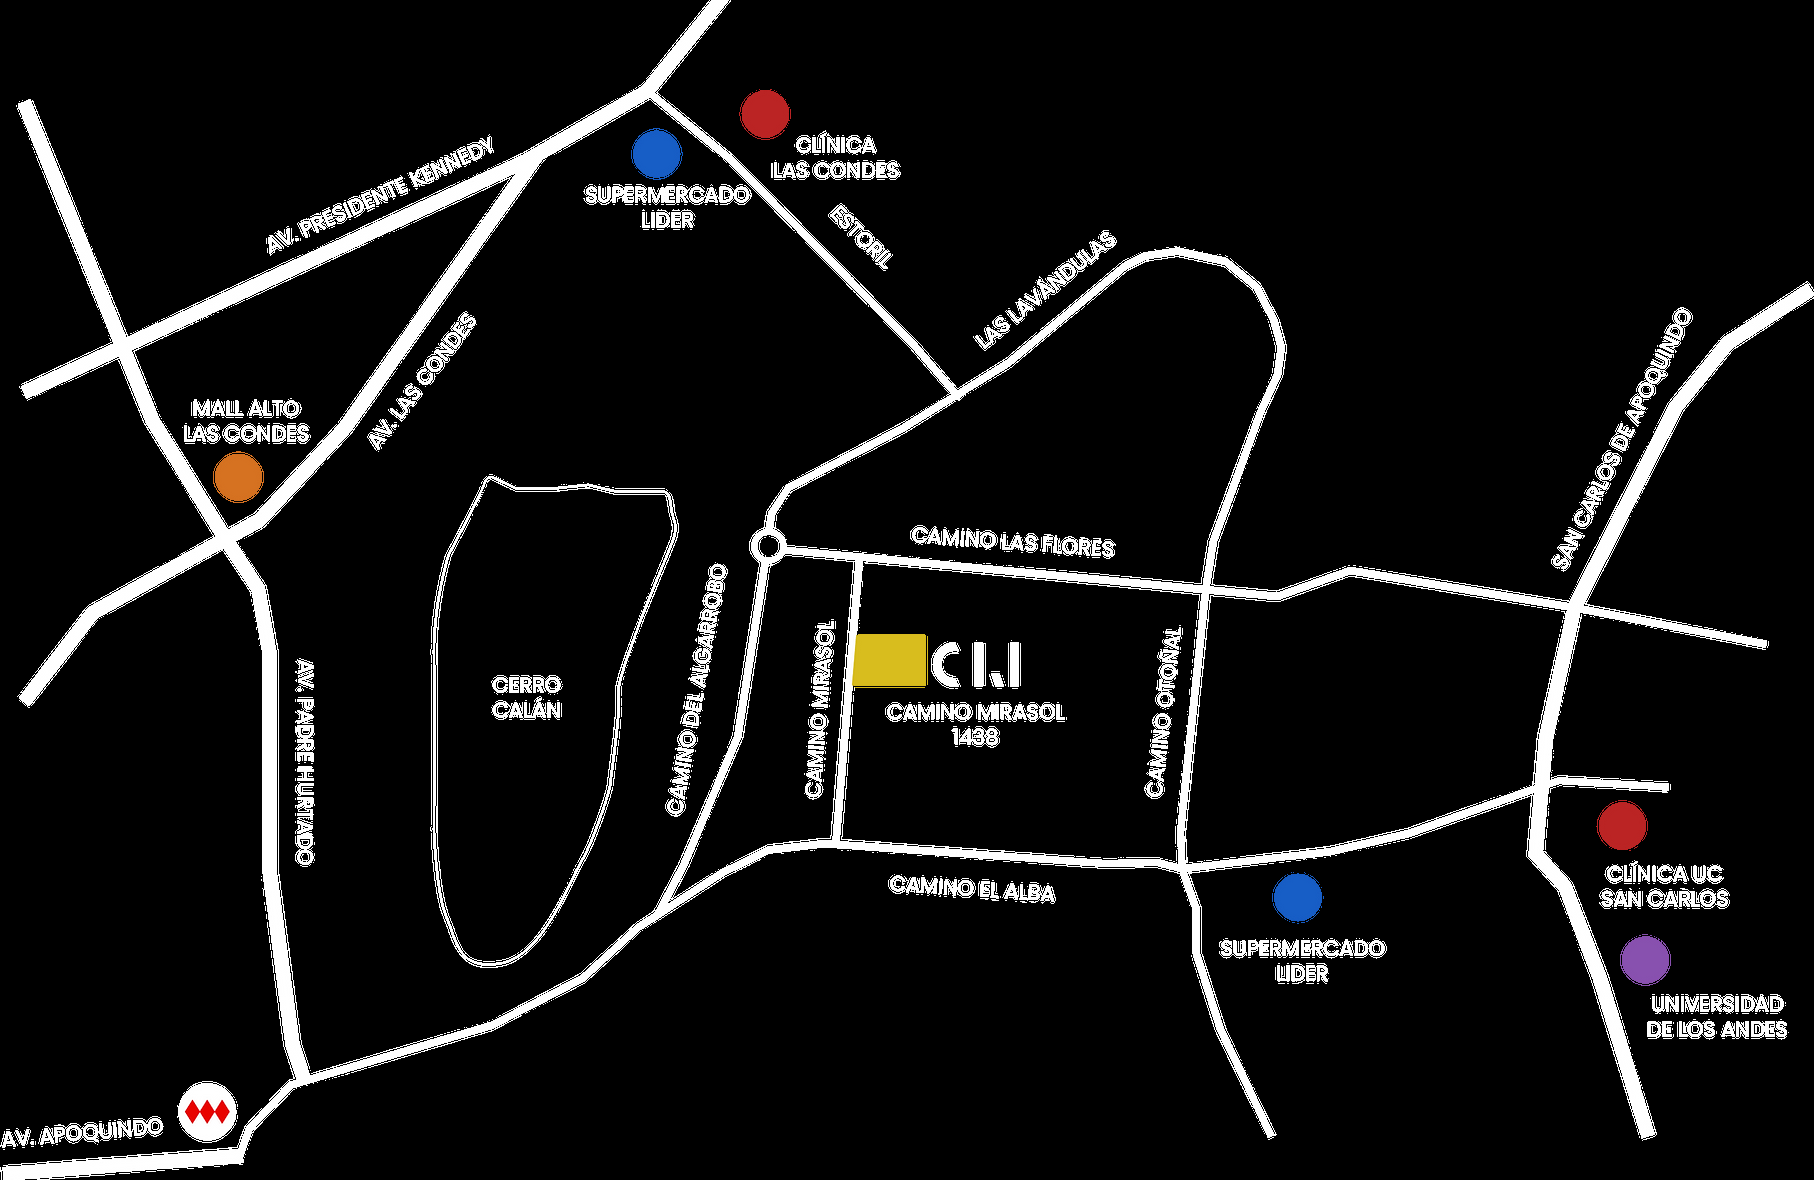 CLÍNICA
LAS CONDES
AV. PRESIDENTE KENNEDY
SUPERMERCADO
LIDER
ESTORIL
LAS LAVÁNDULAS
AV. LAS CONDES
SAN CARLOS DE APOQUINDO
MALL ALTO
LAS CONDES
CAMINO LAS FLORES
CAMINO DEL ALGARROBO
CAMINO MIRASOL
CAMINO OTOÑAL
CERRO
CALÁN
AV. PADRE HURTADO
CAMINO MIRASOL
1438
CAMINO EL ALBA
CLÍNICA UC
SAN CARLOS
SUPERMERCADO
LIDER
UNIVERSIDAD
DE LOS ANDES
AV. APOQUINDO